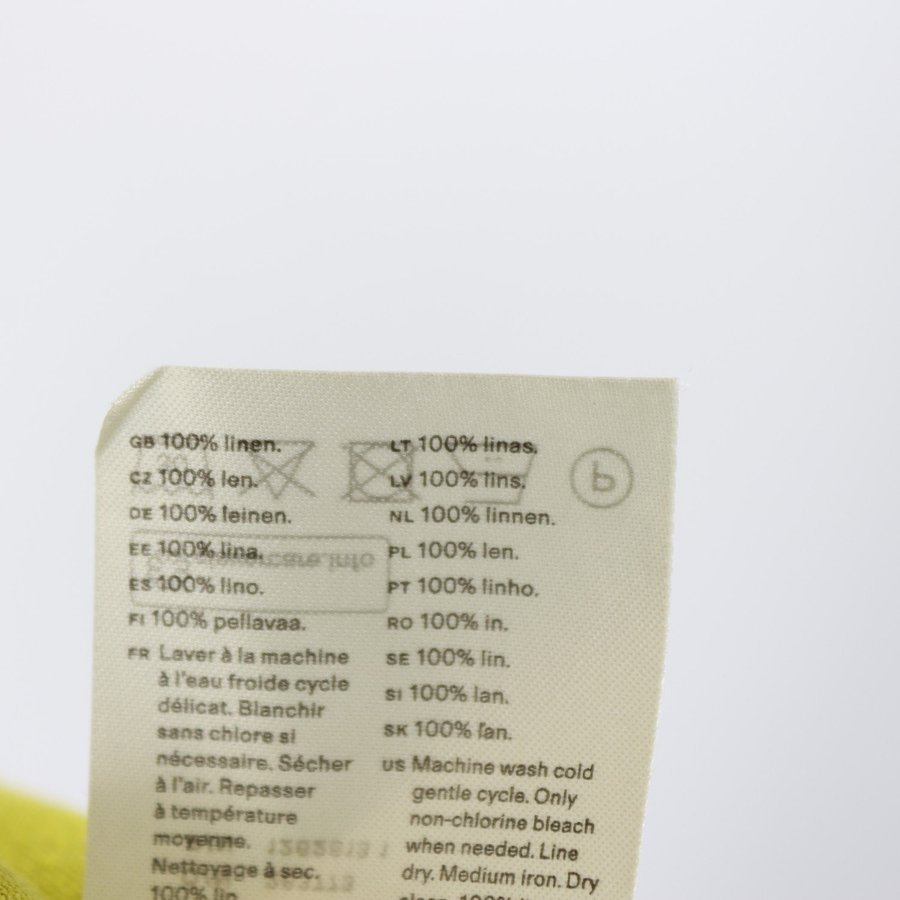 GB 100% linen.
CZ 100% len.
DE 100% leinen.
EE 100% lina.
ES 100% lino.
FI 100% pellavaa.
FR Laver à la machine
à l'eau froide cycle
délicat. Blanchir
sans chlore si
nécessaire. Sécher
à l'air. Repasser
à température
moyenne.
Nettoyage à sec.
100% lin
LT 100% linas.
LV 100% lins.
NL 100% linnen.
PL 100% len.
PT 100% linho.
RO 100% in.
SE 100% lin.
SI 100% lan.
SK 100% ľan.
US Machine wash cold
gentle cycle. Only
non-chlorine bleach
when needed. Line
dry. Medium iron. Dry
P